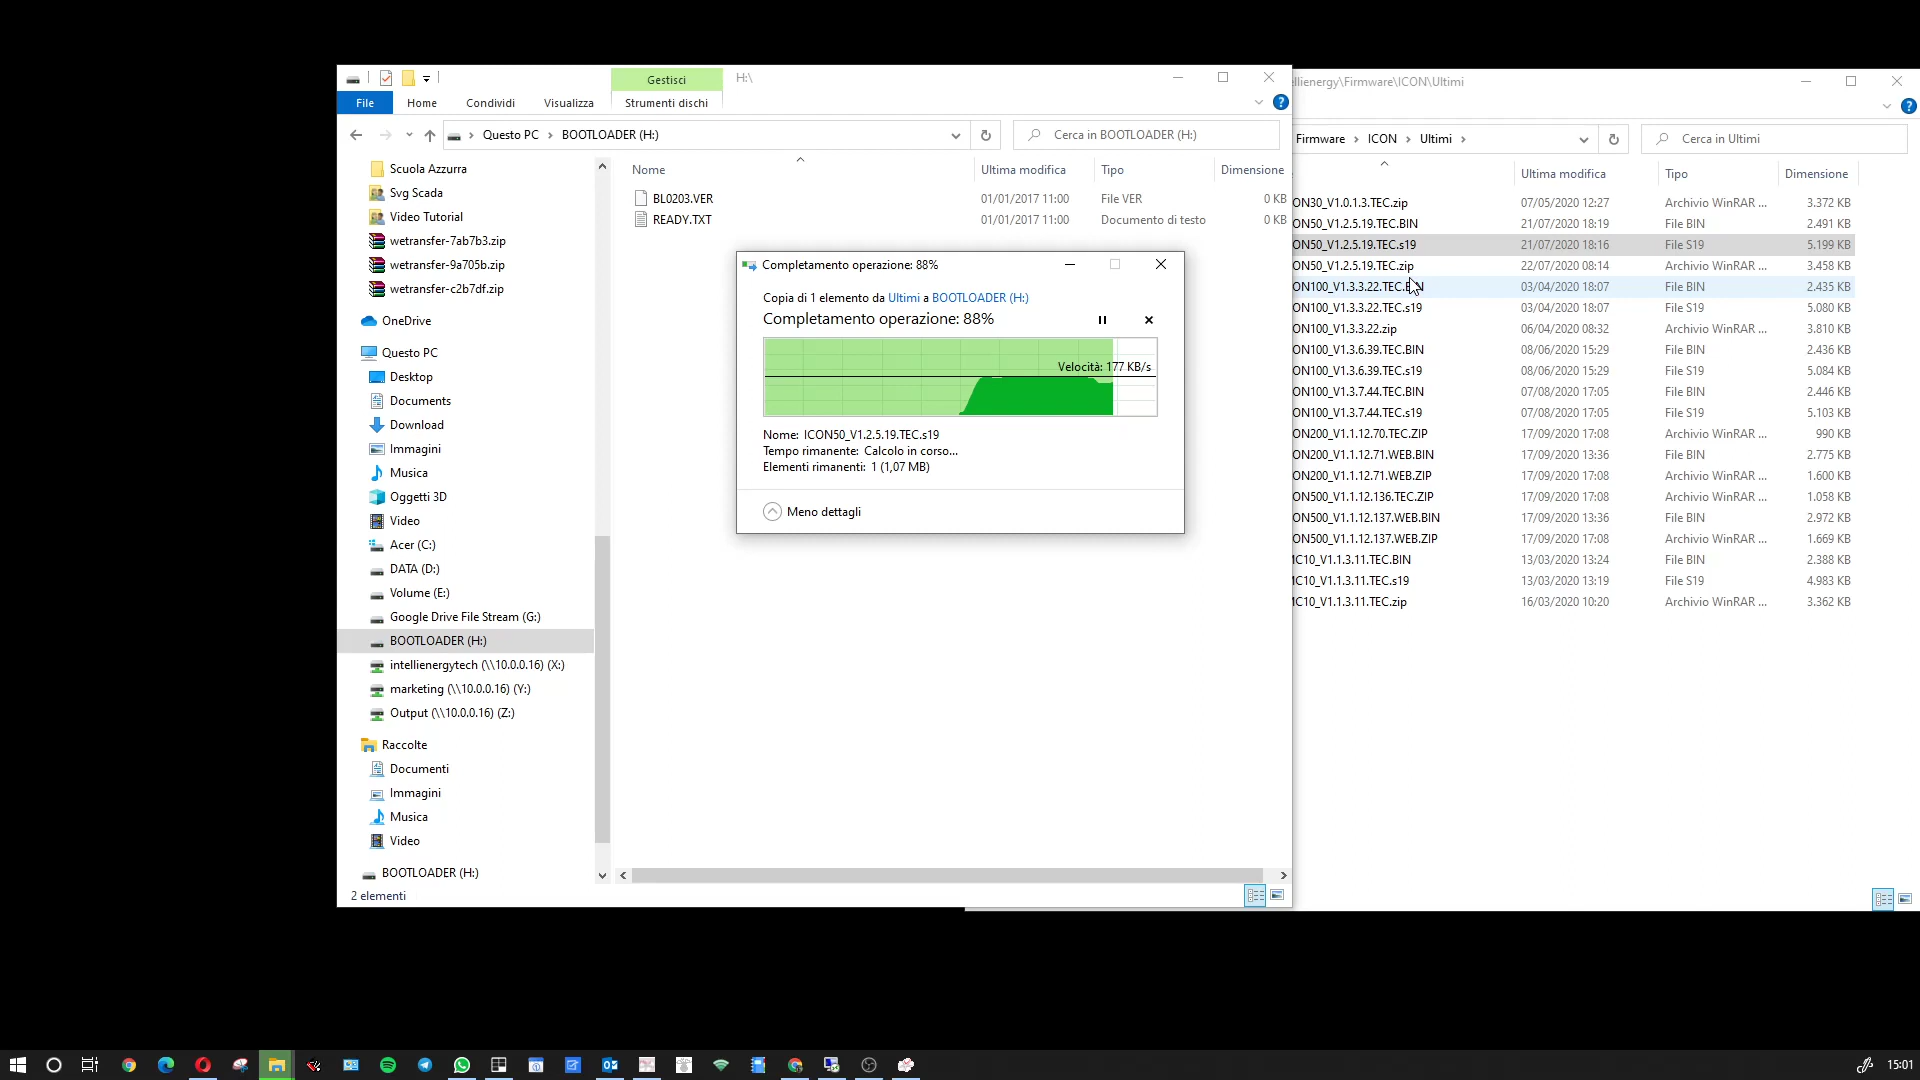 Gestisci
H:\
File
Home
Condividi
Visualizza
Strumenti dischi
Questo PC
BOOTLOADER (H:)
Cerca in BOOTLOADER (H:)
Scuola Azzurra
Svg Scada
Video Tutorial
wetransfer-7ab7b3.zip
wetransfer-9a705b.zip
wetransfer-c2b7df.zip
OneDrive
Questo PC
Desktop
Documents
Download
Immagini
Musica
Oggetti 3D
Video
Acer (C:)
DATA (D:)
Volume (E:)
Google Drive File Stream (G:)
BOOTLOADER (H:)
intellienergytech (\\10.0.0.16) (X:)
marketing (\\10.0.0.16) (Y:)
Output (\\10.0.0.16) (Z:)
Raccolte
Documenti
Immagini
Musica
Video
BOOTLOADER (H:)
2 elementi
Nome Ultima modifica Tipo Dimensione
BL0203.VER 01/01/2017 11:00 File VER 0 KB
READY.TXT 01/01/2017 11:00 Documento di testo 0 KB
Completamento operazione: 88%
Copia di 1 elemento da Ultimi a BOOTLOADER (H:)
Completamento operazione: 88%
Velocità: 177 KB/s
Nome: ICON50_V1.2.5.19.TEC.s19
Tempo rimanente: Calcolo in corso...
Elementi rimanenti: 1 (1,07 MB)
Meno dettagli
ellienergy\Firmware\ICON\Ultimi
Firmware
ICON
Ultimi
Cerca in Ultimi
Ultima modifica Tipo Dimensione
ON30_V1.0.1.3.TEC.zip 07/05/2020 12:27 Archivio WinRAR ... 3.372 KB
ON50_V1.2.5.19.TEC.BIN 21/07/2020 18:19 File BIN 2.491 KB
ON50_V1.2.5.19.TEC.s19 21/07/2020 18:16 File S19 5.199 KB
ON50_V1.2.5.19.TEC.zip 22/07/2020 08:14 Archivio WinRAR ... 3.458 KB
ON100_V1.3.3.22.TEC.BIN 03/04/2020 18:07 File BIN 2.435 KB
ON100_V1.3.3.22.TEC.s19 03/04/2020 18:07 File S19 5.080 KB
ON100_V1.3.3.22.zip 06/04/2020 08:32 Archivio WinRAR ... 3.810 KB
ON100_V1.3.6.39.TEC.BIN 08/06/2020 15:29 File BIN 2.436 KB
ON100_V1.3.6.39.TEC.s19 08/06/2020 15:29 File S19 5.084 KB
ON100_V1.3.7.44.TEC.BIN 07/08/2020 17:05 File BIN 2.446 KB
ON100_V1.3.7.44.TEC.s19 07/08/2020 17:05 File S19 5.103 KB
ON200_V1.1.12.70.TEC.ZIP 17/09/2020 17:08 Archivio WinRAR ... 990 KB
ON200_V1.1.12.71.WEB.BIN 17/09/2020 13:36 File BIN 2.775 KB
ON200_V1.1.12.71.WEB.ZIP 17/09/2020 17:08 Archivio WinRAR ... 1.600 KB
ON500_V1.1.12.136.TEC.ZIP 17/09/2020 17:08 Archivio WinRAR ... 1.058 KB
ON500_V1.1.12.137.WEB.BIN 17/09/2020 13:36 File BIN 2.972 KB
ON500_V1.1.12.137.WEB.ZIP 17/09/2020 17:08 Archivio WinRAR ... 1.669 KB
MC10_V1.1.3.11.TEC.BIN 13/03/2020 13:24 File BIN 2.388 KB
MC10_V1.1.3.11.TEC.s19 13/03/2020 13:19 File S19 4.983 KB
MC10_V1.1.3.11.TEC.zip 16/03/2020 10:20 Archivio WinRAR ... 3.362 KB
15:01